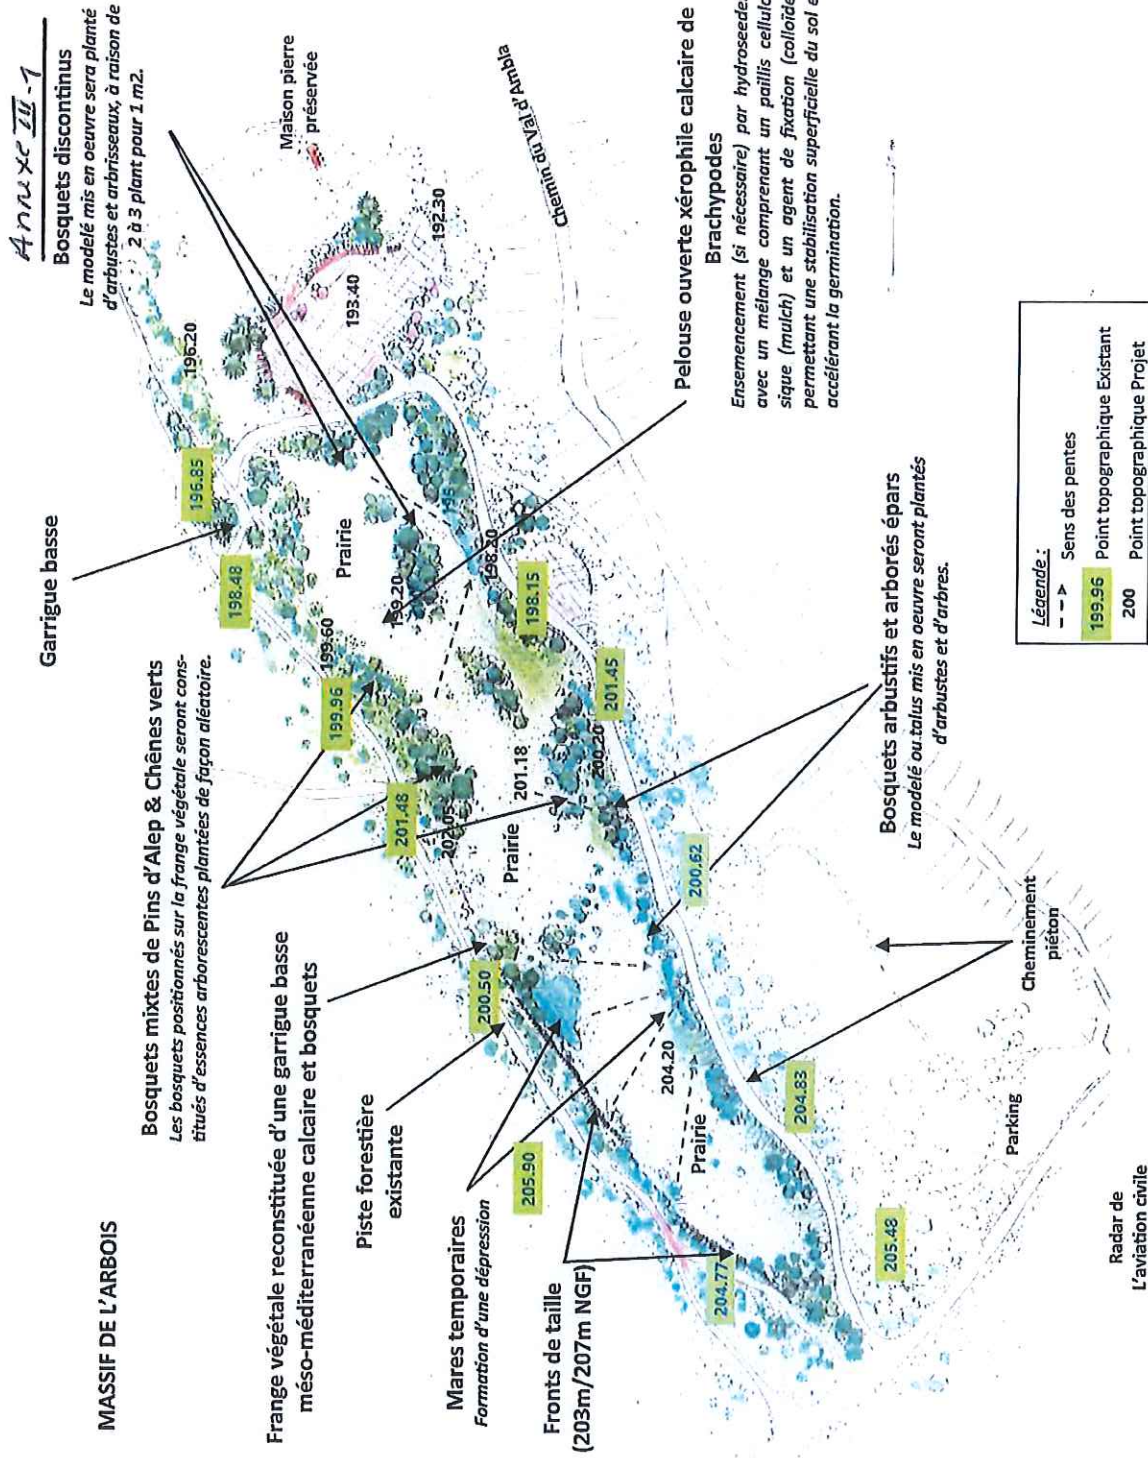 Annexe III-1
Bosquets discontinus
Le modelé mis en oeuvre sera planté
d'arbustes et arbrisseaux, à raison de
2 à 3 plant pour 1 m2.
Maison pierre
préservée
Chemin du Val d'Ambla
Garrigue basse
Bosquets mixtes de Pins d'Alep & Chênes verts
Les bosquets positionnés sur la frange végétale seront cons-
titués d'essences arborescentes plantées de façon aléatoire.
MASSIF DE L'ARBOIS
Frange végétale reconstituée d'une garrigue basse
méso-méditerranéenne calcaire et bosquets
Piste forestière
existante
Mares temporaires
Formation d'une dépression
Fronts de taille
(203m/207m NGF)
192.30
193.40
196.20
196.85
198.48
Prairie
199.20
198.20
198.15
199.60
199.96
201.45
201.18
200.20
201.48
Prairie
200.62
200.50
204.20
205.90
Prairie
204.83
204.77
205.48
Pelouse ouverte xérophile calcaire de
Brachypodes
Ensemencement (si nécessaire) par
avec un mélange comprenant un paillis
sique (mulch) et un agent de fixation
permettant une stabilisation superficielle du sol
accélérant la germination.
Bosquets arbustifs et arborés épars
Le modelé ou talus mis en oeuvre seront plantés
d'arbustes et d'arbres.
Cheminement
piéton
Parking
Radar de
L'aviation civile
Légende :
Sens des pentes
199.96 Point topographique Existant
200 Point topographique Projet